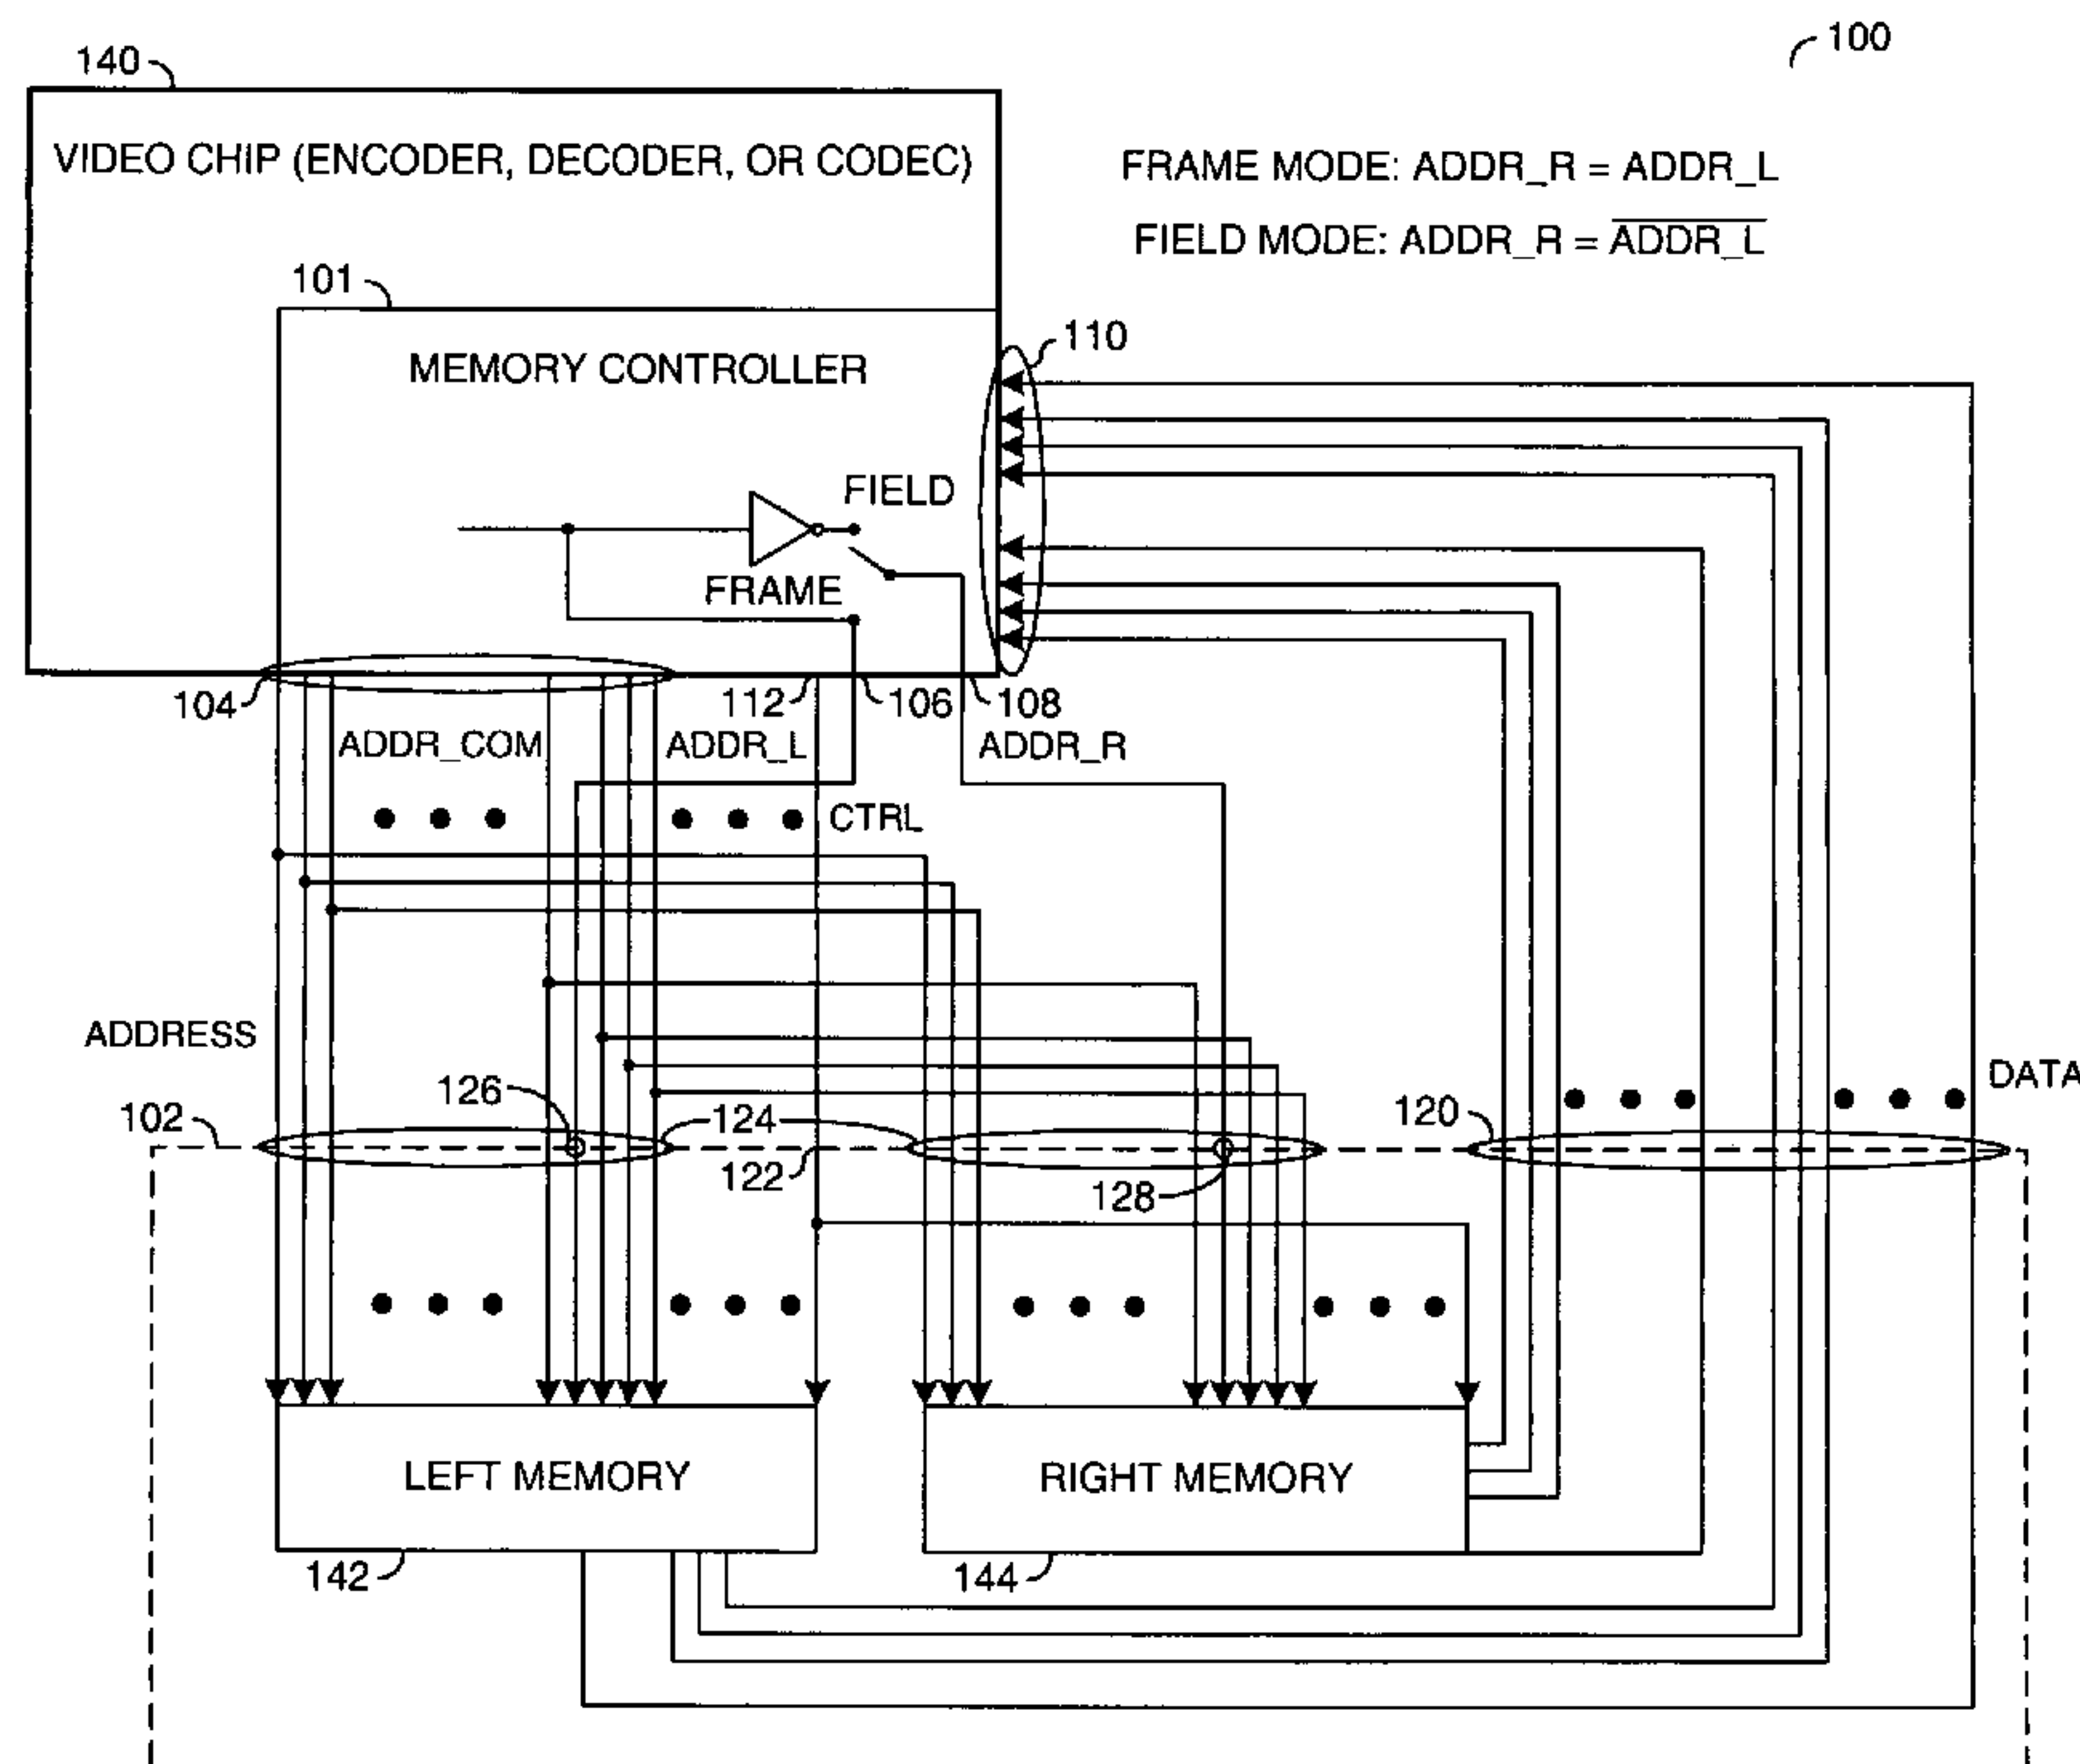 100
140
VIDEO CHIP (ENCODER, DECODER, OR CODEC)
FRAME MODE: ADDR_R = ADDR_L
FIELD MODE: ADDR_R = A̅D̅D̅R̅_̅L̅
101
110
MEMORY CONTROLLER
FIELD
FRAME
104
112
106
108
ADDR_COM
ADDR_L
ADDR_R
CTRL
ADDRESS
DATA
126
102
124
120
122
128
LEFT MEMORY
RIGHT MEMORY
142
144